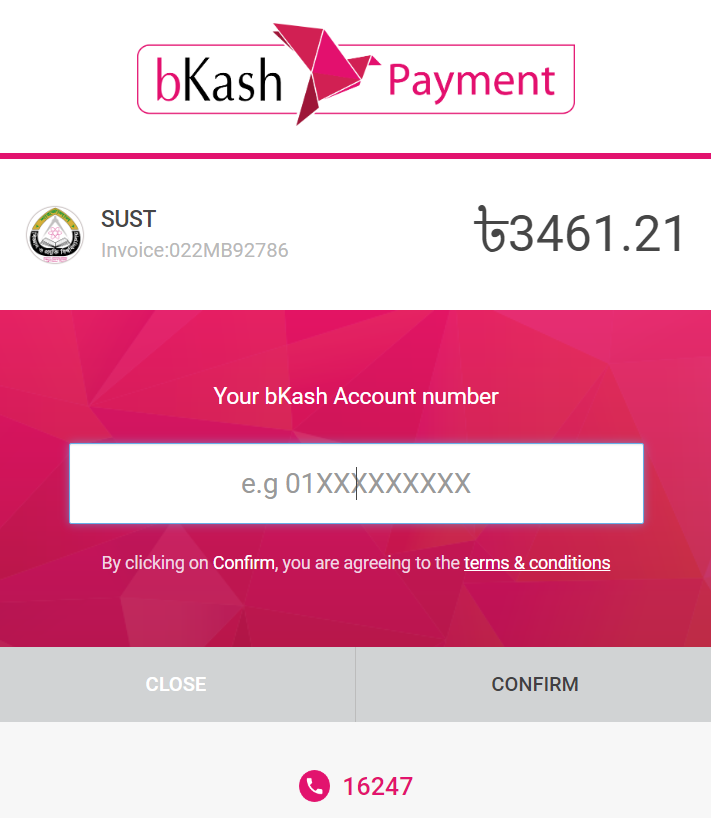 bKash Payment
SUST
Invoice:022MB92786
৳3461.21
Your bKash Account number
e.g 01XXXXXXXXX
By clicking on Confirm, you are agreeing to the terms & conditions
CLOSE
CONFIRM
16247